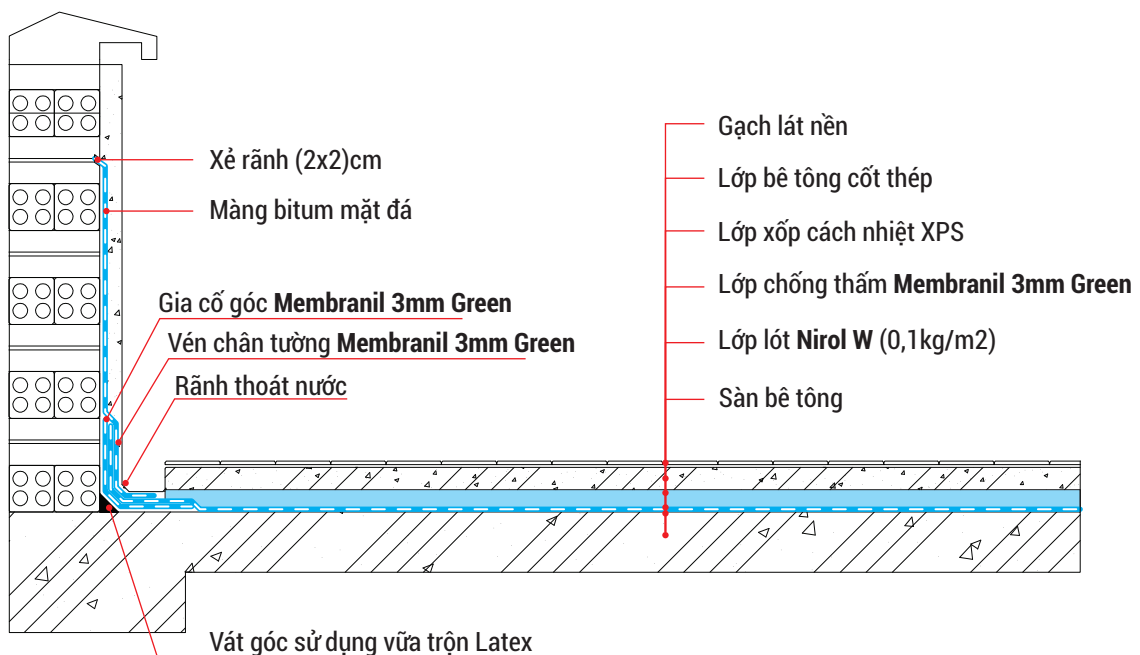 Xẻ rãnh (2x2)cm
Màng bitum mặt đá
Gia cố góc Membranil 3mm Green
Vén chân tường Membranil 3mm Green
Rãnh thoát nước
Gạch lát nền
Lớp bê tông cốt thép
Lớp xốp cách nhiệt XPS
Lớp chống thấm Membranil 3mm Green
Lớp lót Nirol W (0,1kg/m2)
Sàn bê tông
Vát góc sử dụng vữa trộn Latex